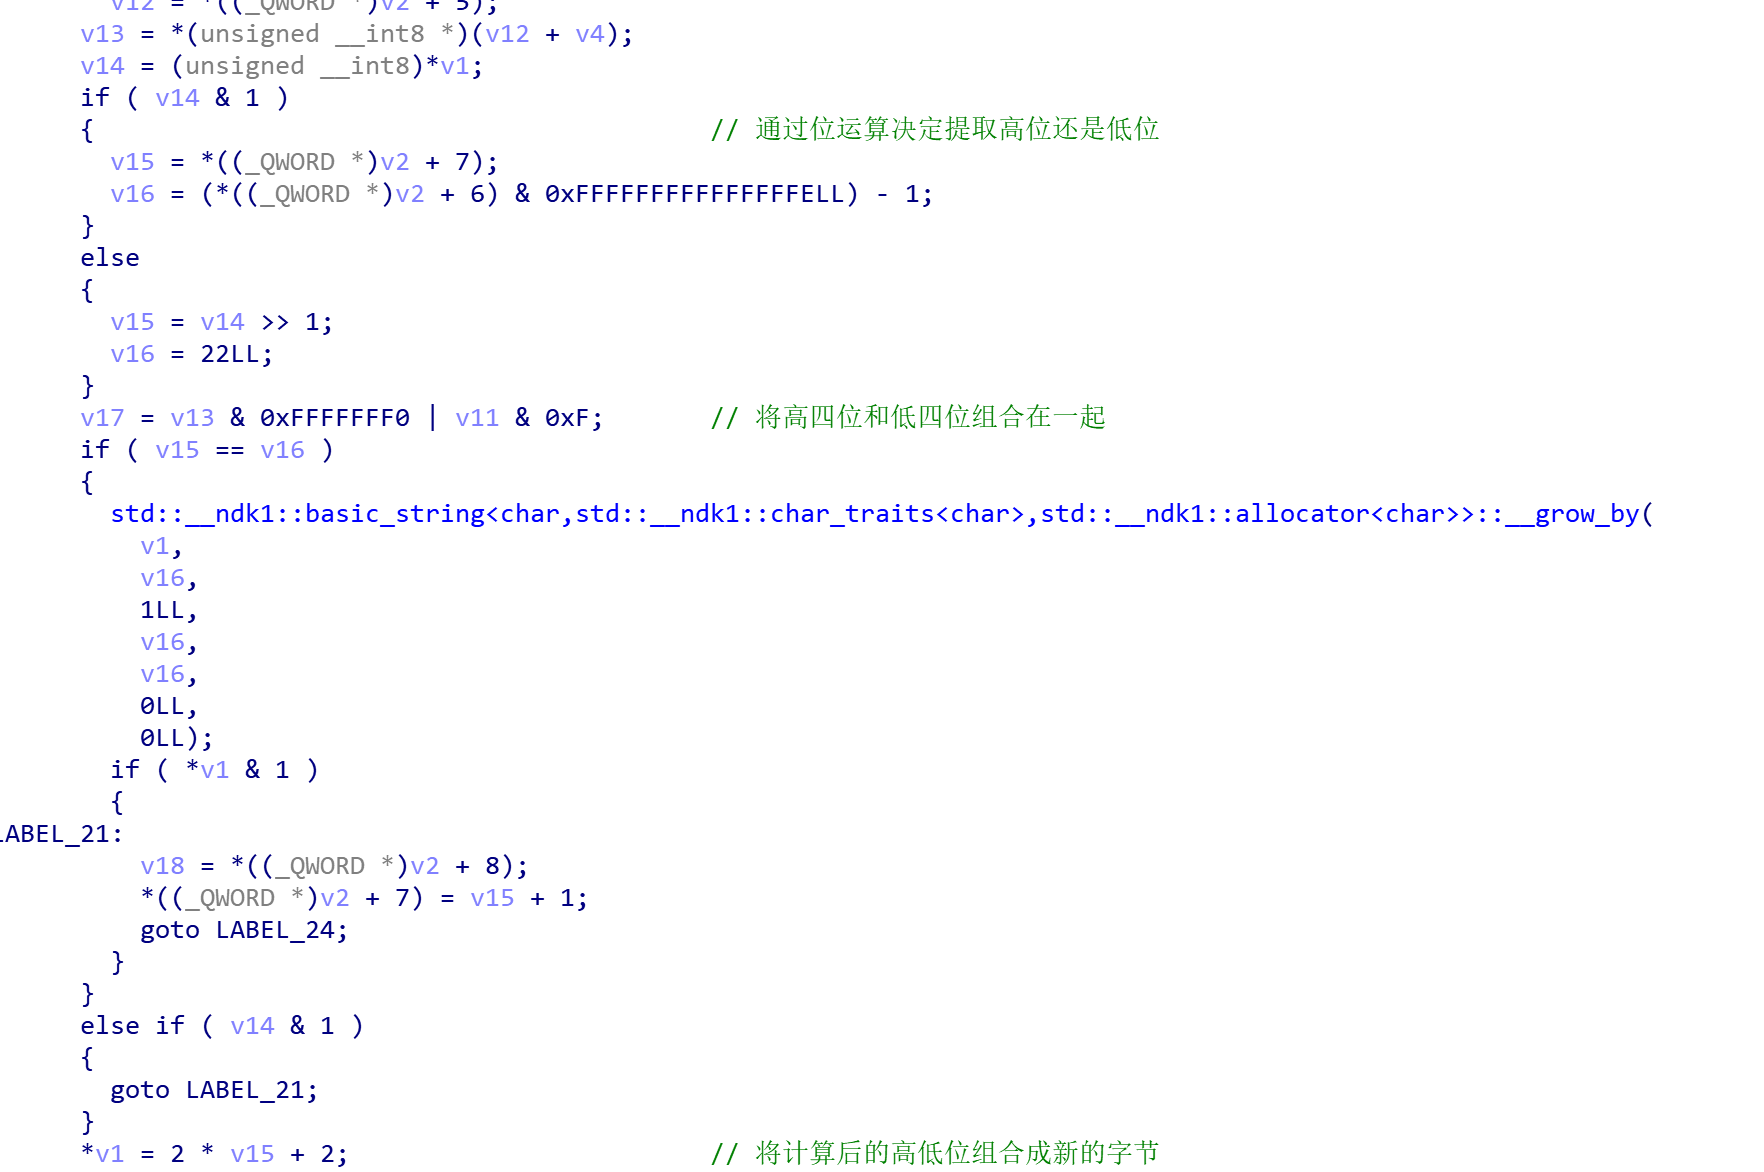 v12 = *((_QWORD *)v2 + 5);
v13 = *(unsigned __int8 *)(v12 + v4);
v14 = (unsigned __int8)*v1;
if ( v14 & 1 )
{ // 通过位运算决定提取高位还是低位
v15 = *((_QWORD *)v2 + 7);
v16 = (*((_QWORD *)v2 + 6) & 0xFFFFFFFFFFFFFFFELL) - 1;
}
else
{
v15 = v14 >> 1;
v16 = 22LL;
}
v17 = v13 & 0xFFFFFFF0 | v11 & 0xF; // 将高四位和低四位组合在一起
if ( v15 == v16 )
{
std::__ndk1::basic_string<char,std::__ndk1::char_traits<char>,std::__ndk1::allocator<char>>::__grow_by(
v1,
v16,
1LL,
v16,
v16,
0LL,
0LL);
if ( *v1 & 1 )
{
LABEL_21:
v18 = *((_QWORD *)v2 + 8);
*((_QWORD *)v2 + 7) = v15 + 1;
goto LABEL_24;
}
}
else if ( v14 & 1 )
{
goto LABEL_21;
}
*v1 = 2 * v15 + 2; // 将计算后的高低位组合成新的字节